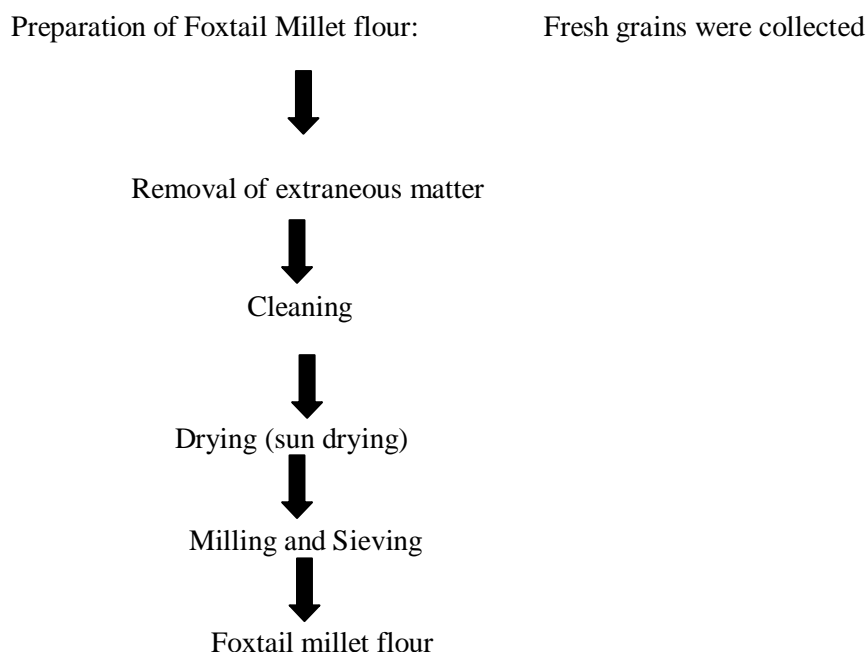 Preparation of Foxtail Millet flour: Fresh grains were collected
Removal of extraneous matter
Cleaning
Drying (sun drying)
Milling and Sieving
Foxtail millet flour